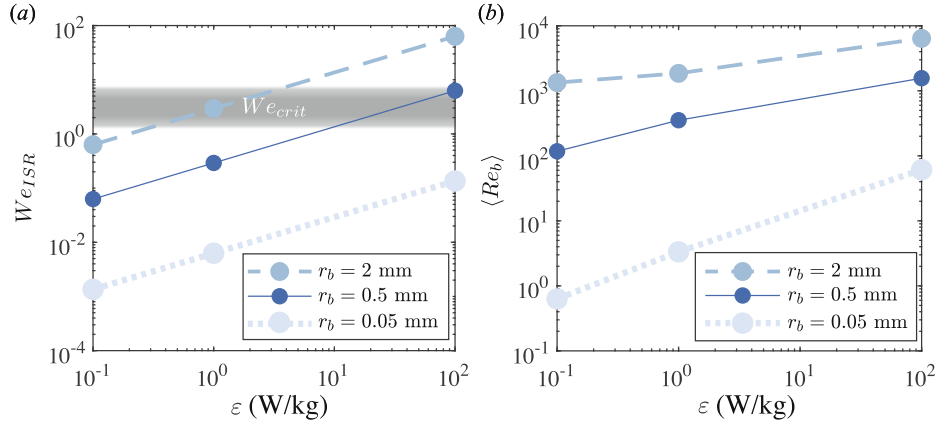 (a)
10^2
10^0
10^-2
10^-4
We_ISR
We_crit
r_b = 2 mm
r_b = 0.5 mm
r_b = 0.05 mm
10^-1
10^0
10^1
10^2
ε (W/kg)
(b)
10^4
10^3
10^2
10^1
10^0
10^-1
⟨Re_b⟩
r_b = 2 mm
r_b = 0.5 mm
r_b = 0.05 mm
10^-1
10^0
10^1
10^2
ε (W/kg)